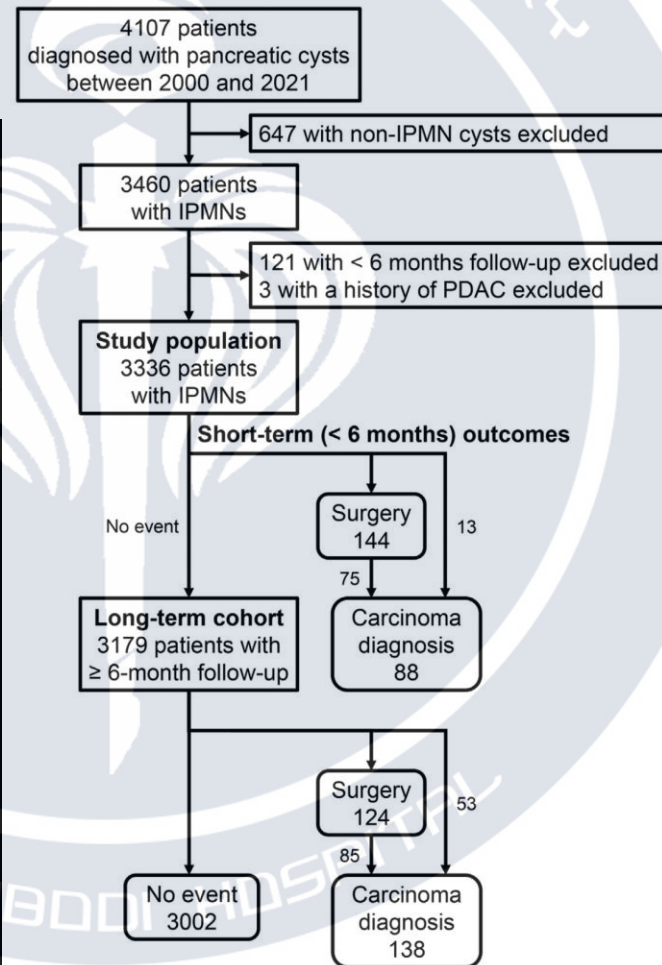 4107 patients
diagnosed with pancreatic cysts
between 2000 and 2021
647 with non-IPMN cysts excluded
3460 patients
with IPMNs
121 with < 6 months follow-up excluded
3 with a history of PDAC excluded
Study population
3336 patients
with IPMNs
Short-term (< 6 months) outcomes
No event
Surgery
144
13
75
Long-term cohort
3179 patients with
≥ 6-month follow-up
Carcinoma
diagnosis
88
Surgery
124
53
85
No event
3002
Carcinoma
diagnosis
138
HOSPITAL